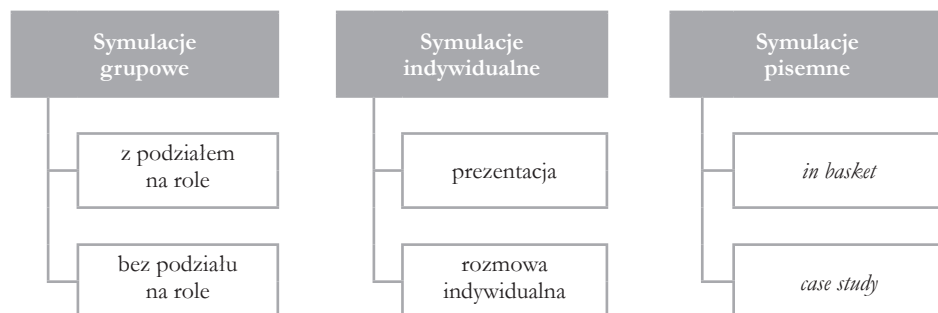 Symulacje
grupowe
z podziałem
na role
bez podziału
na role
Symulacje
indywidualne
prezentacja
rozmowa
indywidualna
Symulacje
pisemne
in basket
case study